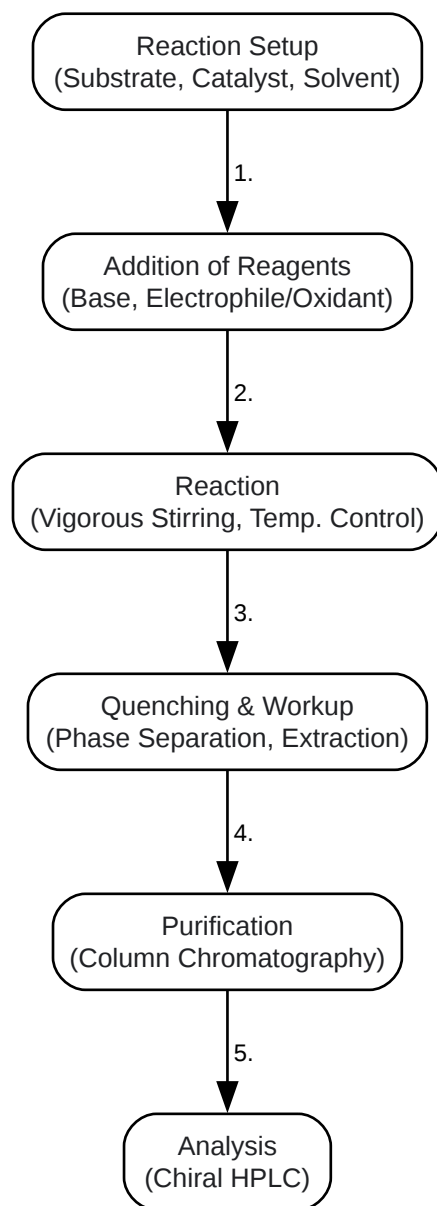 Reaction Setup
(Substrate, Catalyst, Solvent)
1.
Addition of Reagents
(Base, Electrophile/Oxidant)
2.
Reaction
(Vigorous Stirring, Temp. Control)
3.
Quenching & Workup
(Phase Separation, Extraction)
4.
Purification
(Column Chromatography)
5.
Analysis
(Chiral HPLC)